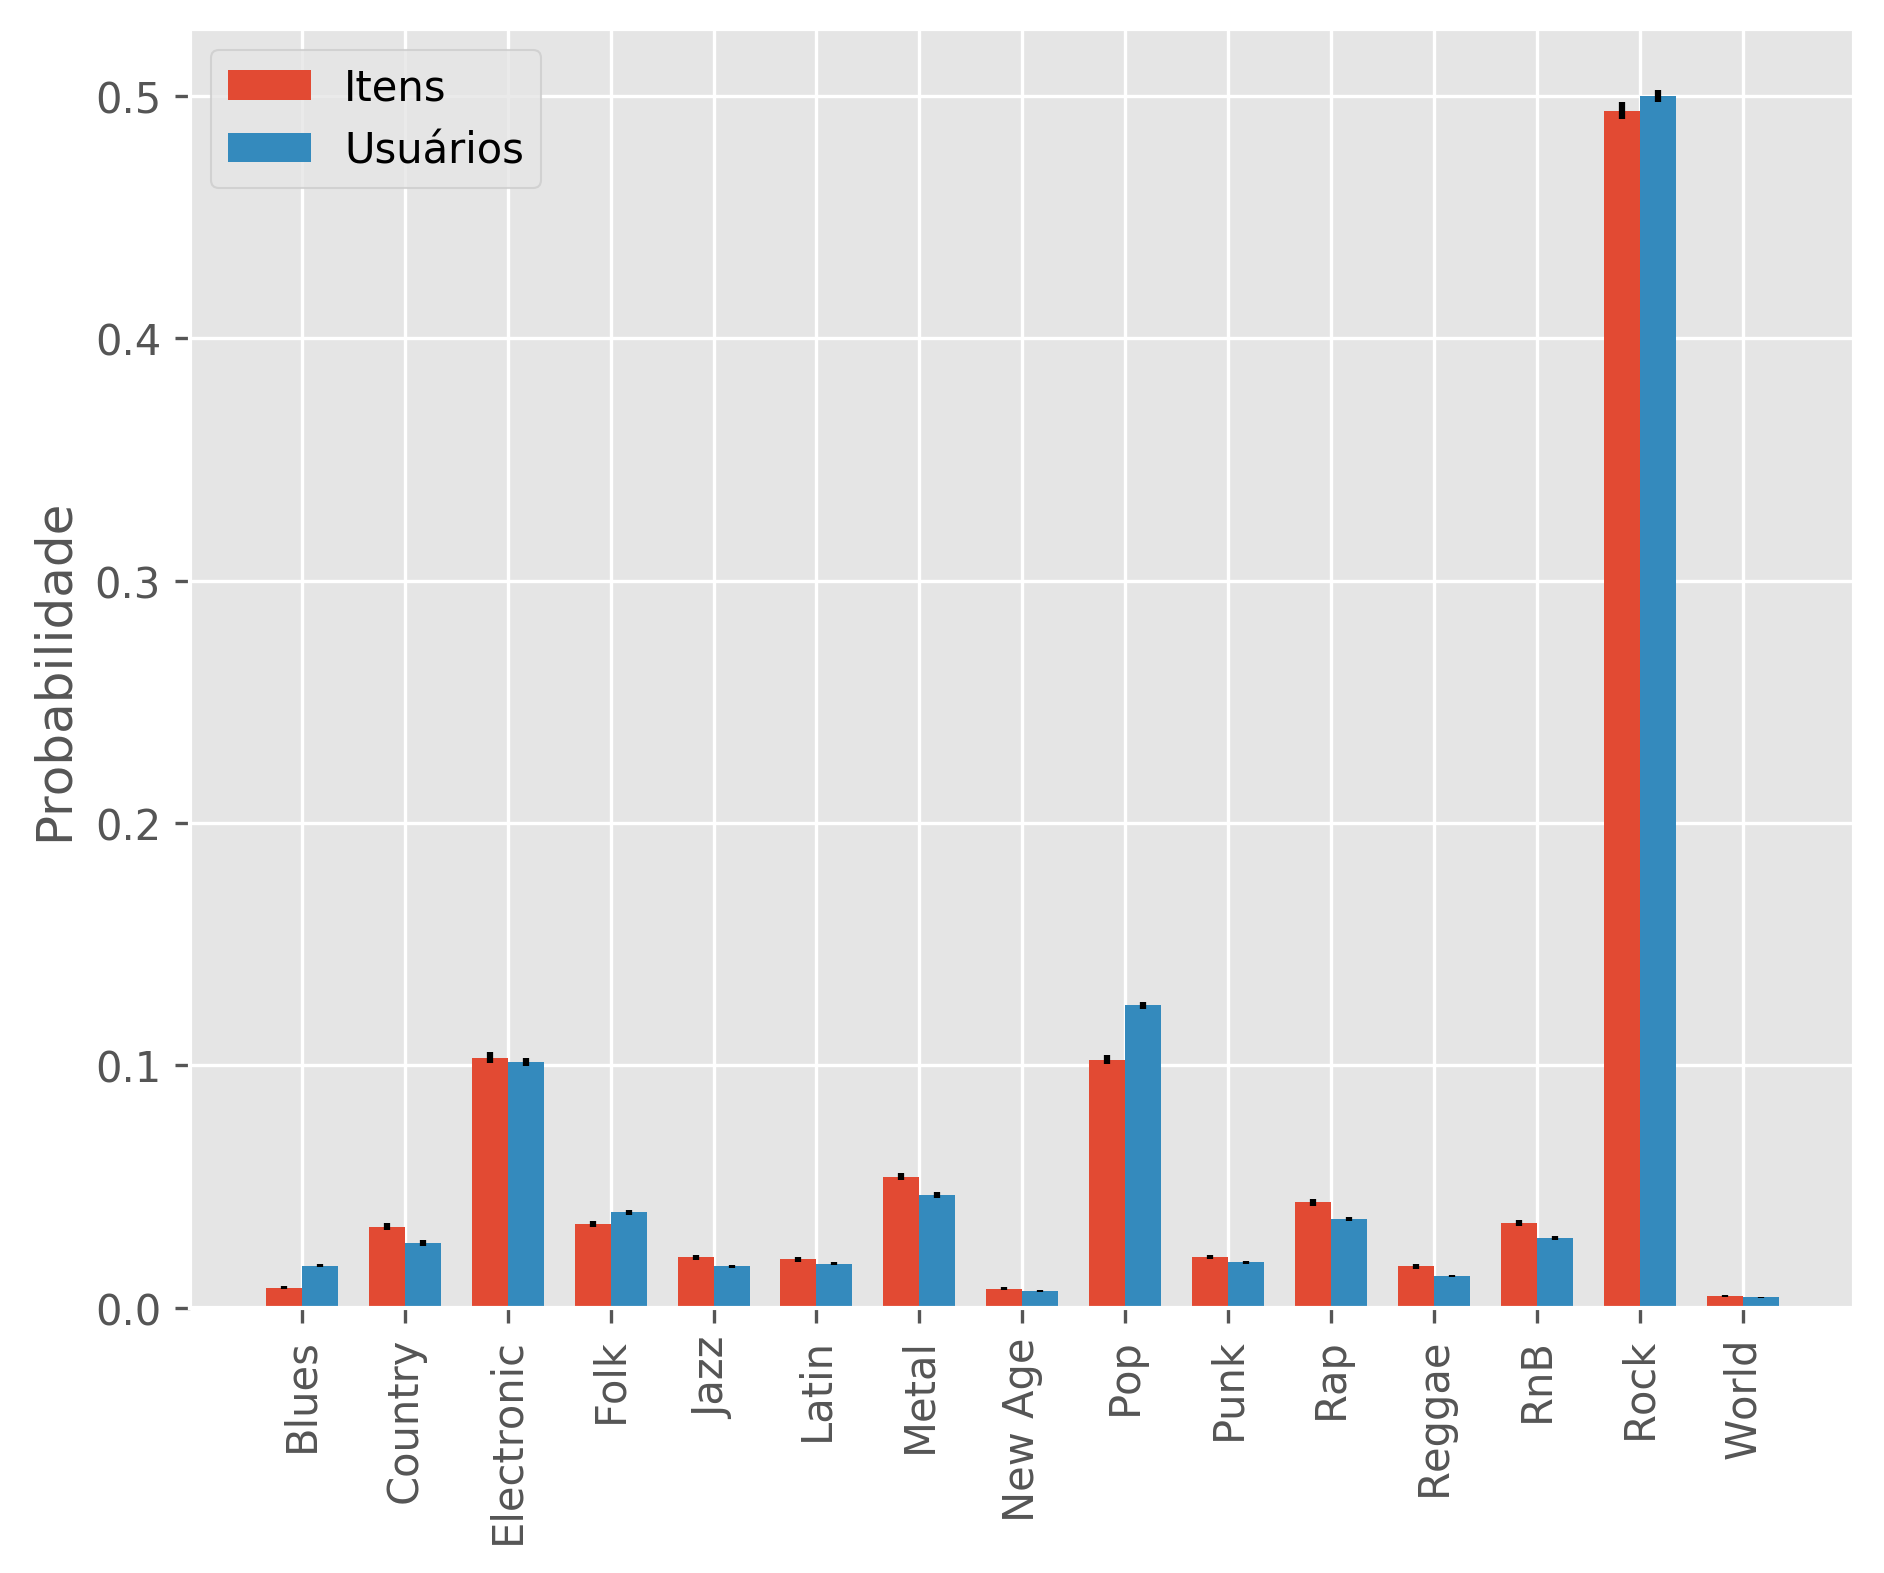 Itens
Usuários
Probabilidade
0.5
0.4
0.3
0.2
0.1
0.0
Blues
Country
Electronic
Folk
Jazz
Latin
Metal
New Age
Pop
Punk
Rap
Reggae
RnB
Rock
World